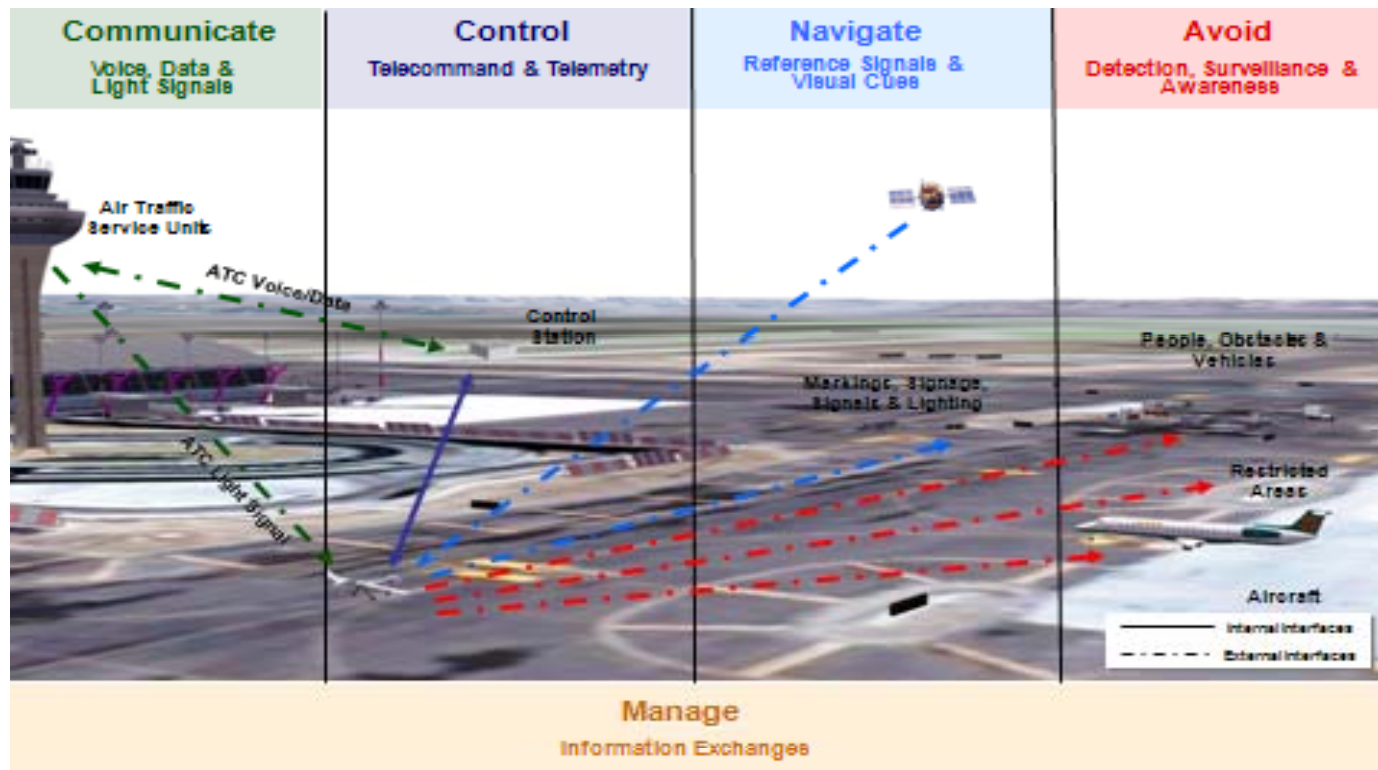 Communicate
Voice, Data &
Light Signals
Control
Telecommand & Telemetry
Navigate
Reference Signals &
Visual Cues
Avoid
Detection, Surveillance &
Awareness
Air Traffic
Service Units
ATC Voice/Data
Control
Station
People, Obstacles &
Vehicles
Markings, Signage,
Signals & Lighting
ATC Light Signal
Restricted
Areas
Aircraft
Internal Interfaces
External Interfaces
Manage
Information Exchanges